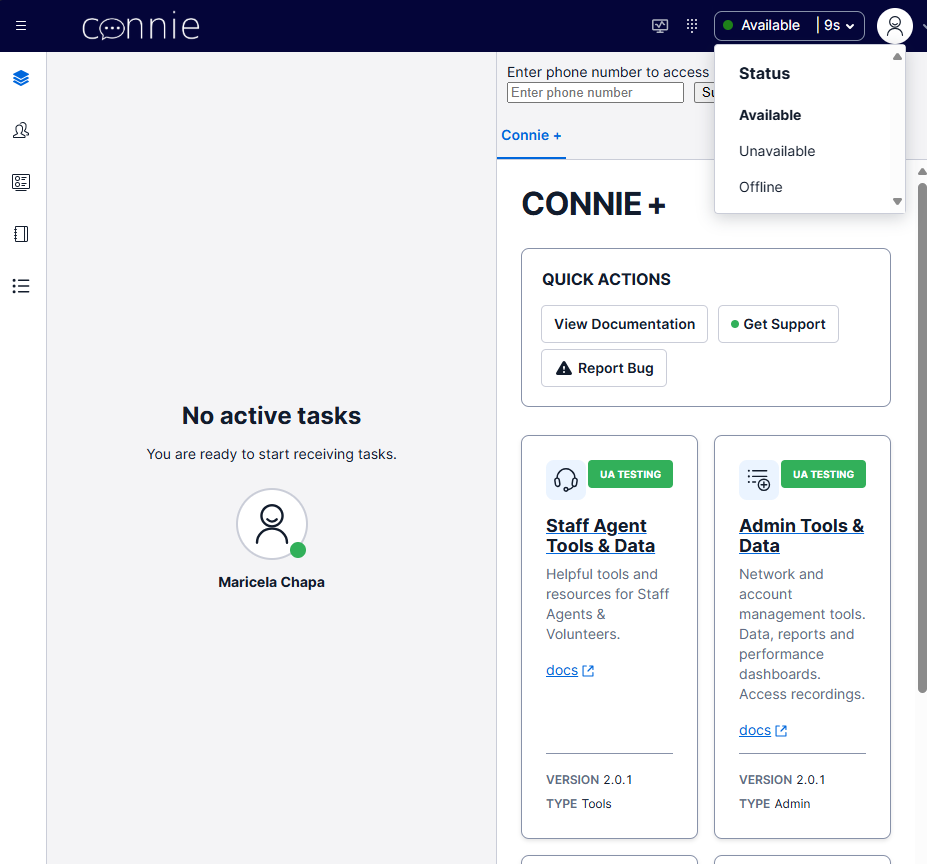 connie
Available 9s
Enter phone number to access
Enter phone number
Su
Status
Available
Unavailable
Offline
Connie +
CONNIE +
QUICK ACTIONS
View Documentation
Get Support
Report Bug
No active tasks
You are ready to start receiving tasks.
Maricela Chapa
UA TESTING
Staff Agent
Tools & Data
Helpful tools and
resources for Staff
Agents &
Volunteers.
docs
VERSION 2.0.1
TYPE Tools
UA TESTING
Admin Tools &
Data
Network and
account
management tools.
Data, reports and
performance
dashboards.
Access recordings.
docs
VERSION 2.0.1
TYPE Admin